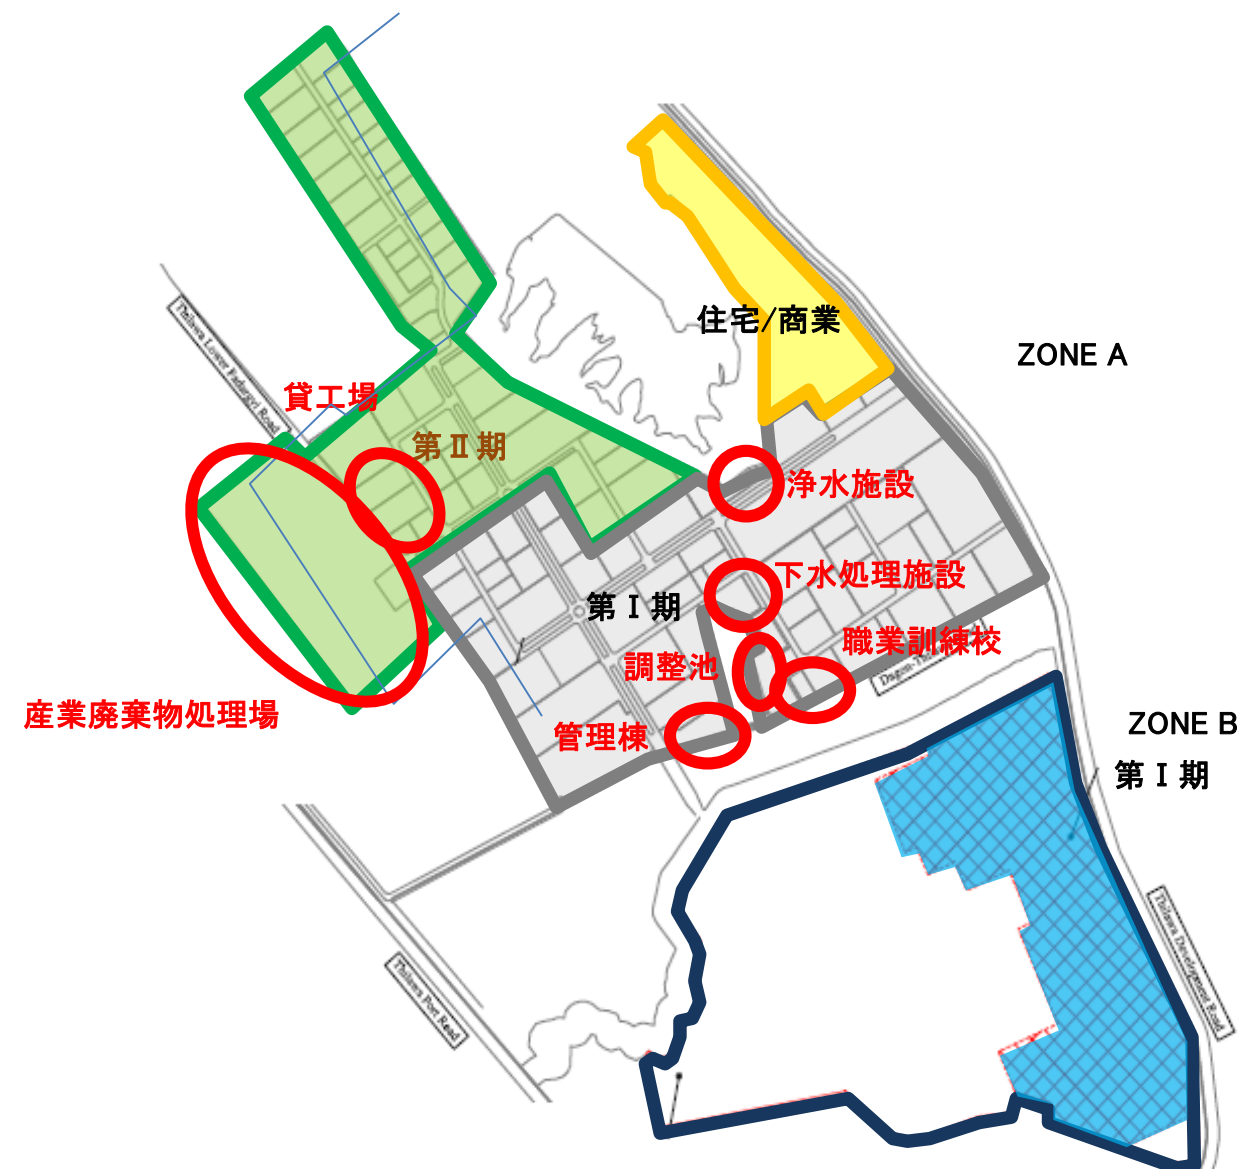 住宅/商業
ZONE A
Thilawa Lower Padangyi Road
貸工場
第Ⅱ期
浄水施設
下水処理施設
第Ⅰ期
職業訓練校
調整池
産業廃棄物処理場
管理棟
ZONE B
第Ⅰ期
Thilawa Development Road
Thilawa Port Road